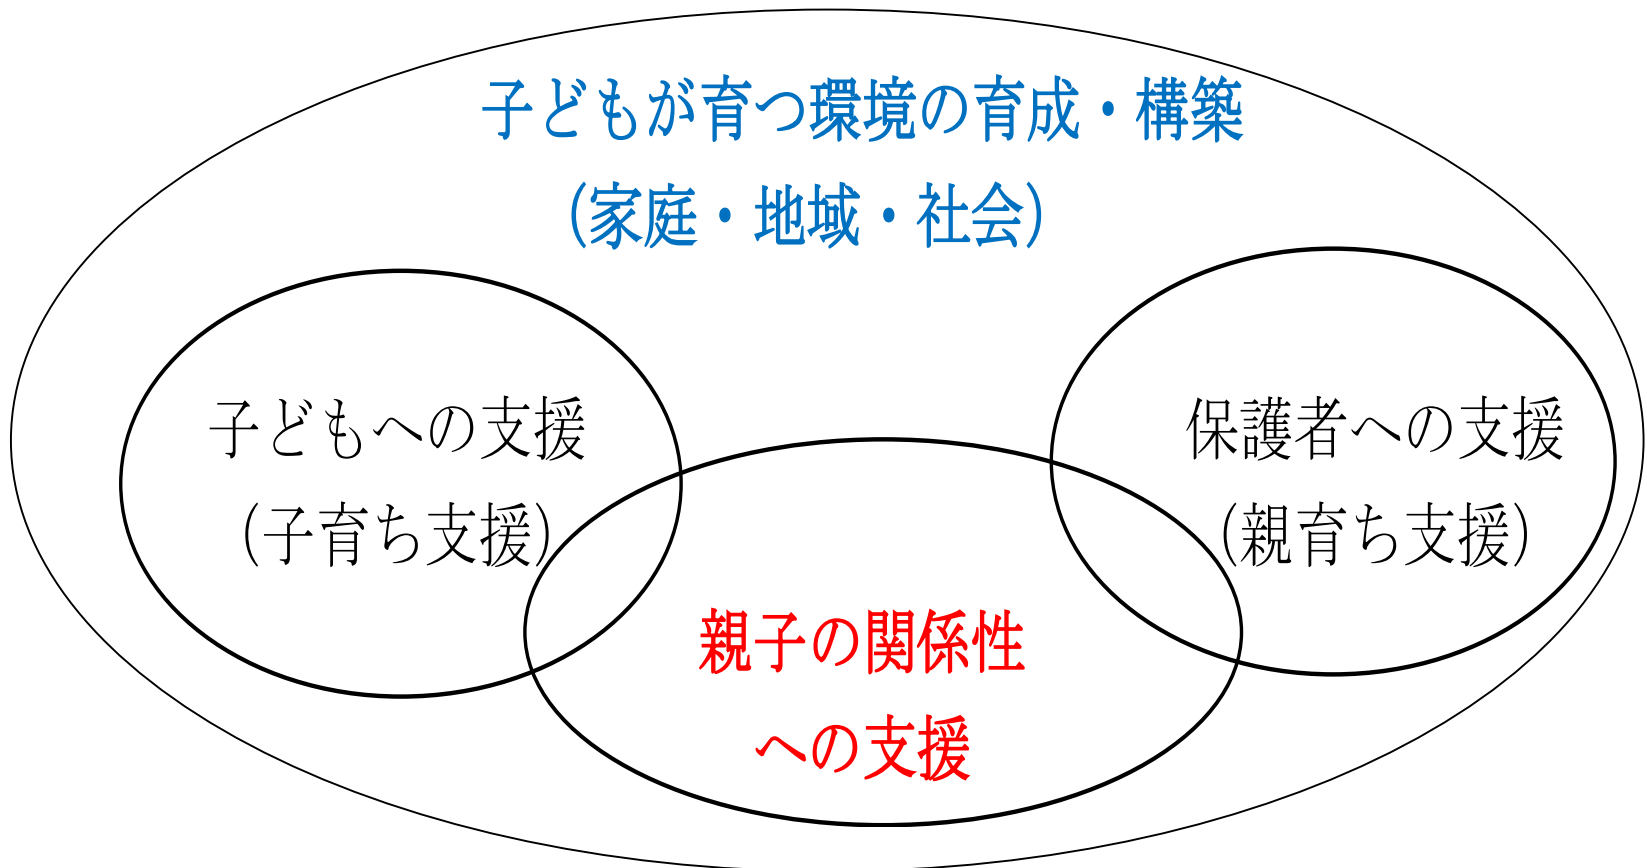 子どもが育つ環境の育成・構築
（家庭・地域・社会）
子どもへの支援
（子育ち支援）
保護者への支援
（親育ち支援）
親子の関係性
への支援